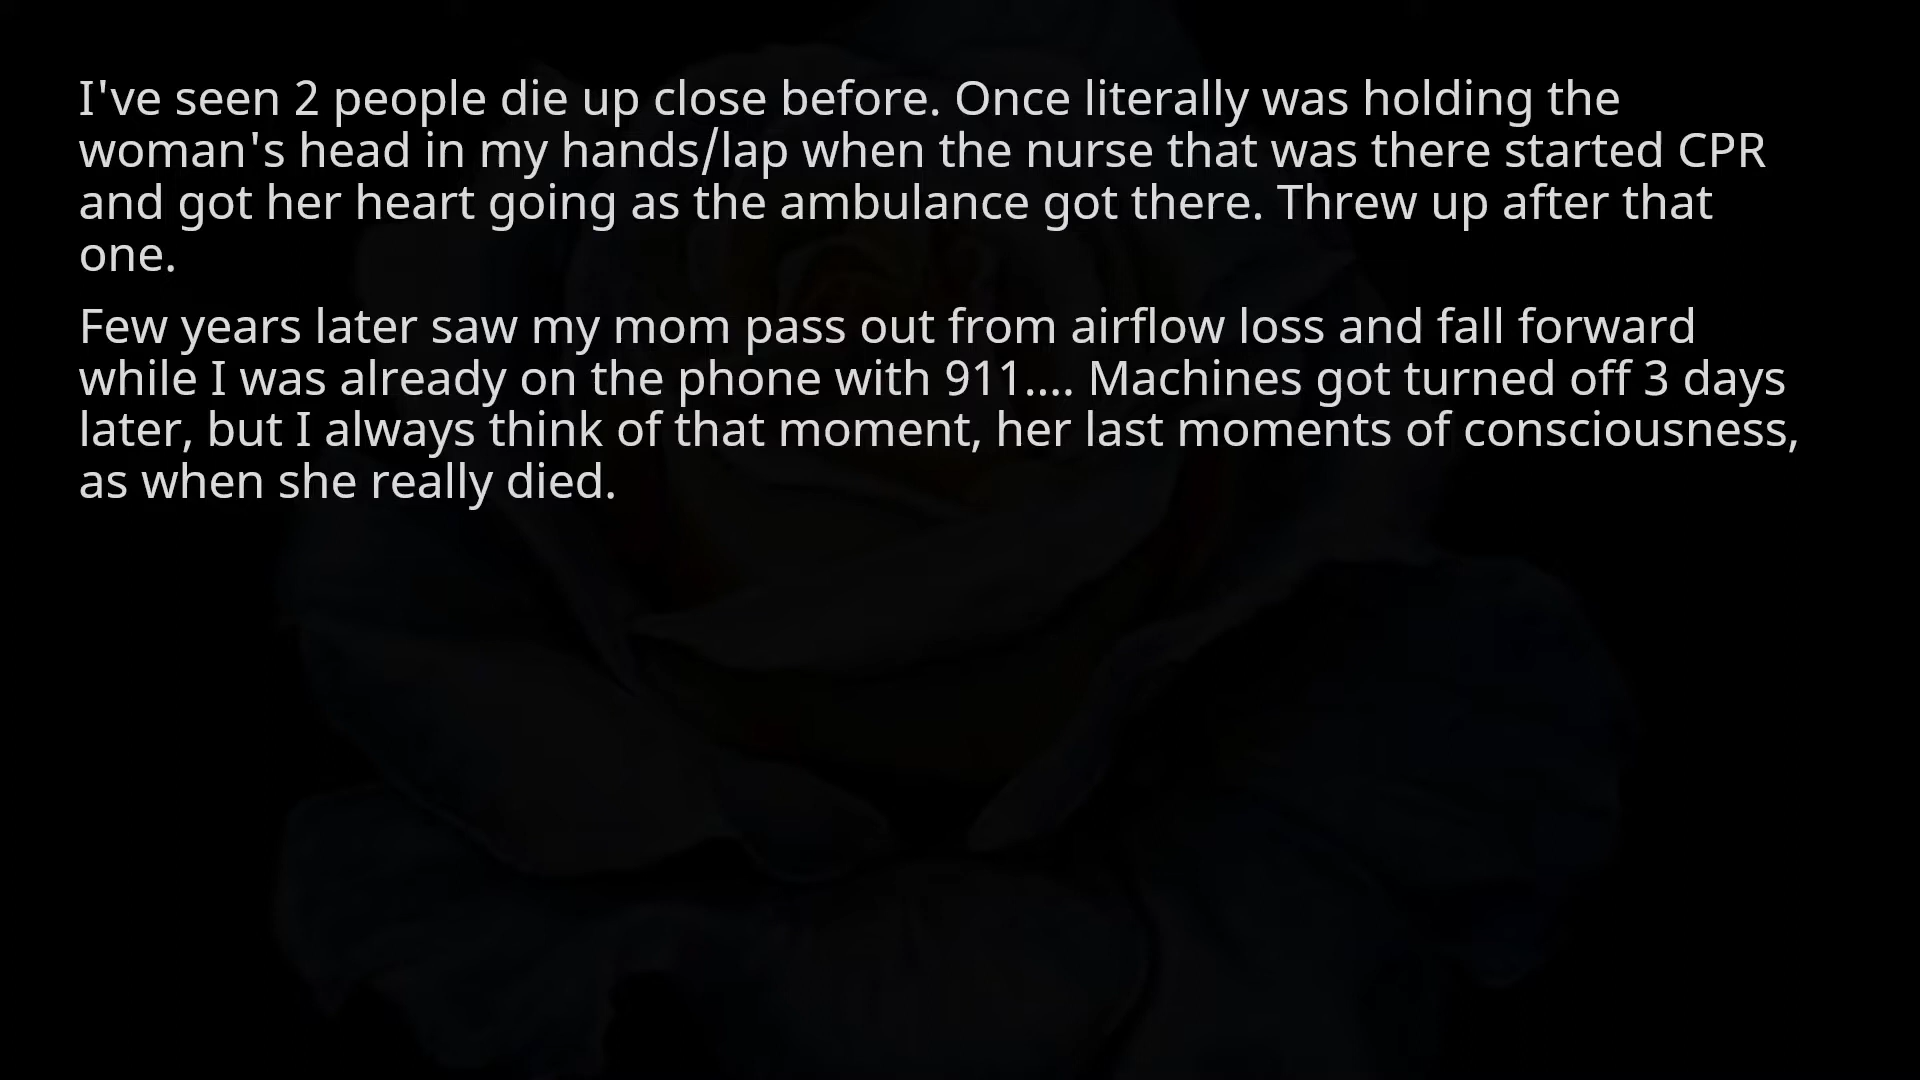 I've seen 2 people die up close before. Once literally was holding the
woman's head in my hands/lap when the nurse that was there started CPR
and got her heart going as the ambulance got there. Threw up after that
one.
Few years later saw my mom pass out from airflow loss and fall forward
while I was already on the phone with 911.... Machines got turned off 3 days
later, but I always think of that moment, her last moments of consciousness,
as when she really died.